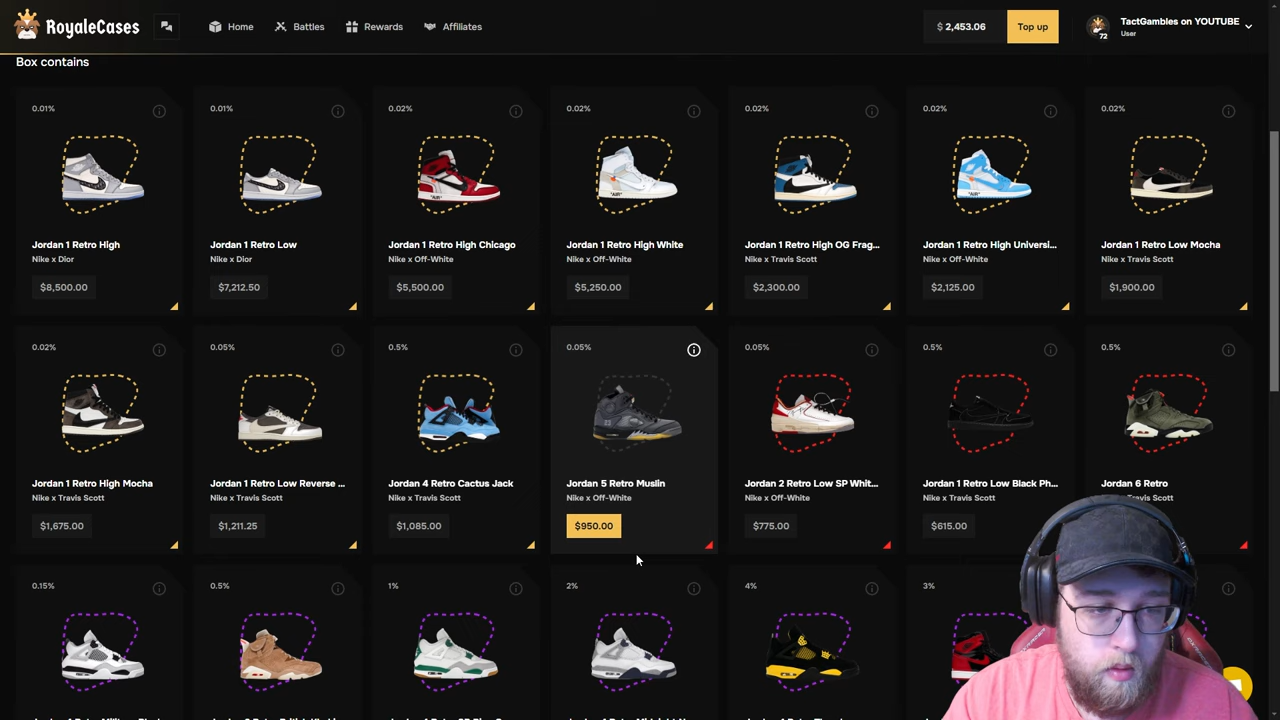 RoyaleCases
Home
Battles
Rewards
Affiliates
$ 2,453.06
Top up
72
TactGambles on YOUTUBE
User
Box contains
0.01%
Jordan 1 Retro High
Nike x Dior
$8,500.00
0.01%
Jordan 1 Retro Low
Nike x Dior
$7,212.50
0.02%
Jordan 1 Retro High Chicago
Nike x Off-White
$5,500.00
0.02%
Jordan 1 Retro High White
Nike x Off-White
$5,250.00
0.02%
Jordan 1 Retro High OG Frag...
Nike x Travis Scott
$2,300.00
0.02%
Jordan 1 Retro High Universi...
Nike x Off-White
$2,125.00
0.02%
Jordan 1 Retro Low Mocha
Nike x Travis Scott
$1,900.00
0.02%
Jordan 1 Retro High Mocha
Nike x Travis Scott
$1,675.00
0.05%
Jordan 1 Retro Low Reverse ...
Nike x Travis Scott
$1,211.25
0.5%
Jordan 4 Retro Cactus Jack
Nike x Travis Scott
$1,085.00
0.05%
Jordan 5 Retro Muslin
Nike x Off-White
$950.00
0.05%
Jordan 2 Retro Low SP Whit...
Nike x Off-White
$775.00
0.5%
Jordan 1 Retro Low Black Ph...
Nike x Travis Scott
$615.00
0.5%
Jordan 6 Retro
Travis Scott
0.15%
0.5%
1%
2%
4%
3%